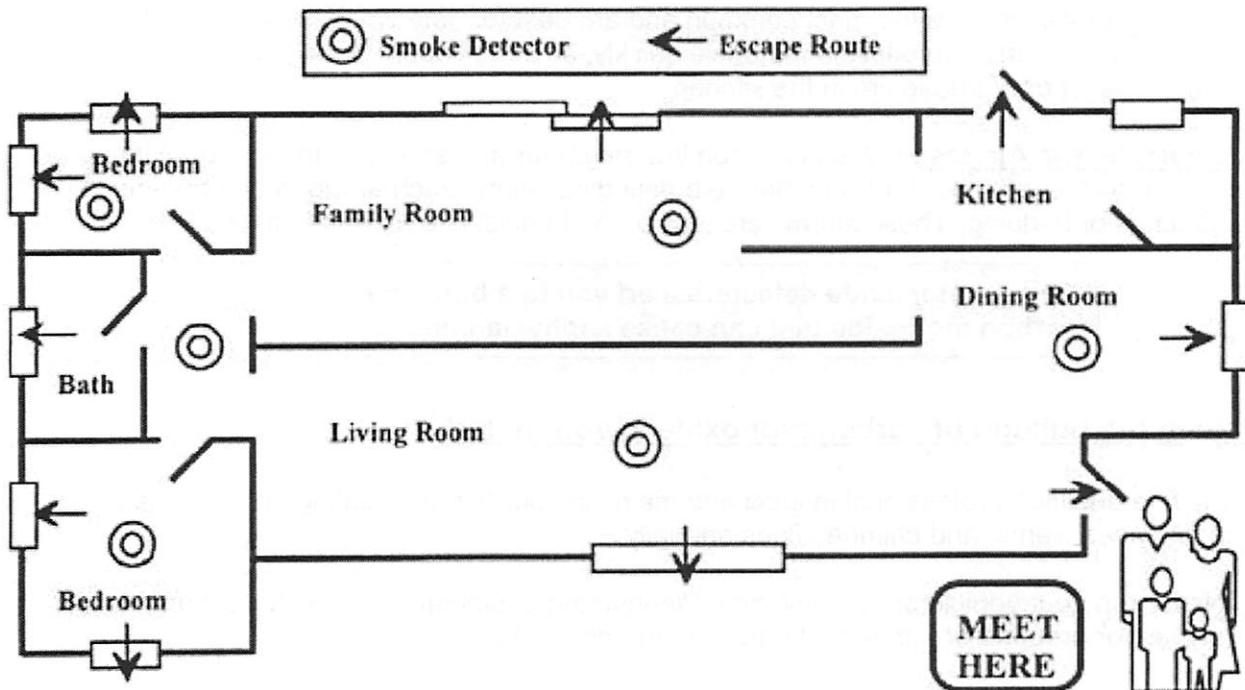 Smoke Detector
Escape Route
Bedroom
Family Room
Kitchen
Dining Room
Bath
Living Room
Bedroom
MEET
HERE